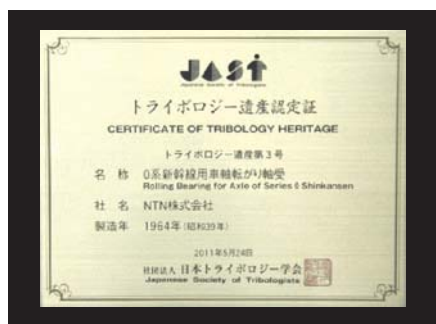 JAST
Japanese Society of Tribologists
トライボロジー遺産認定証
CERTIFICATE OF TRIBOLOGY HERITAGE
トライボロジー遺産第3号
名 称 0系新幹線用車軸転がり軸受
Rolling Bearing for Axle of Series 0 Shinkansen
社 名 NTN株式会社
製造年 1964年(昭和39年)
2011年5月24日
社団法人 日本トライボロジー学会
Japanese Society of Tribologists